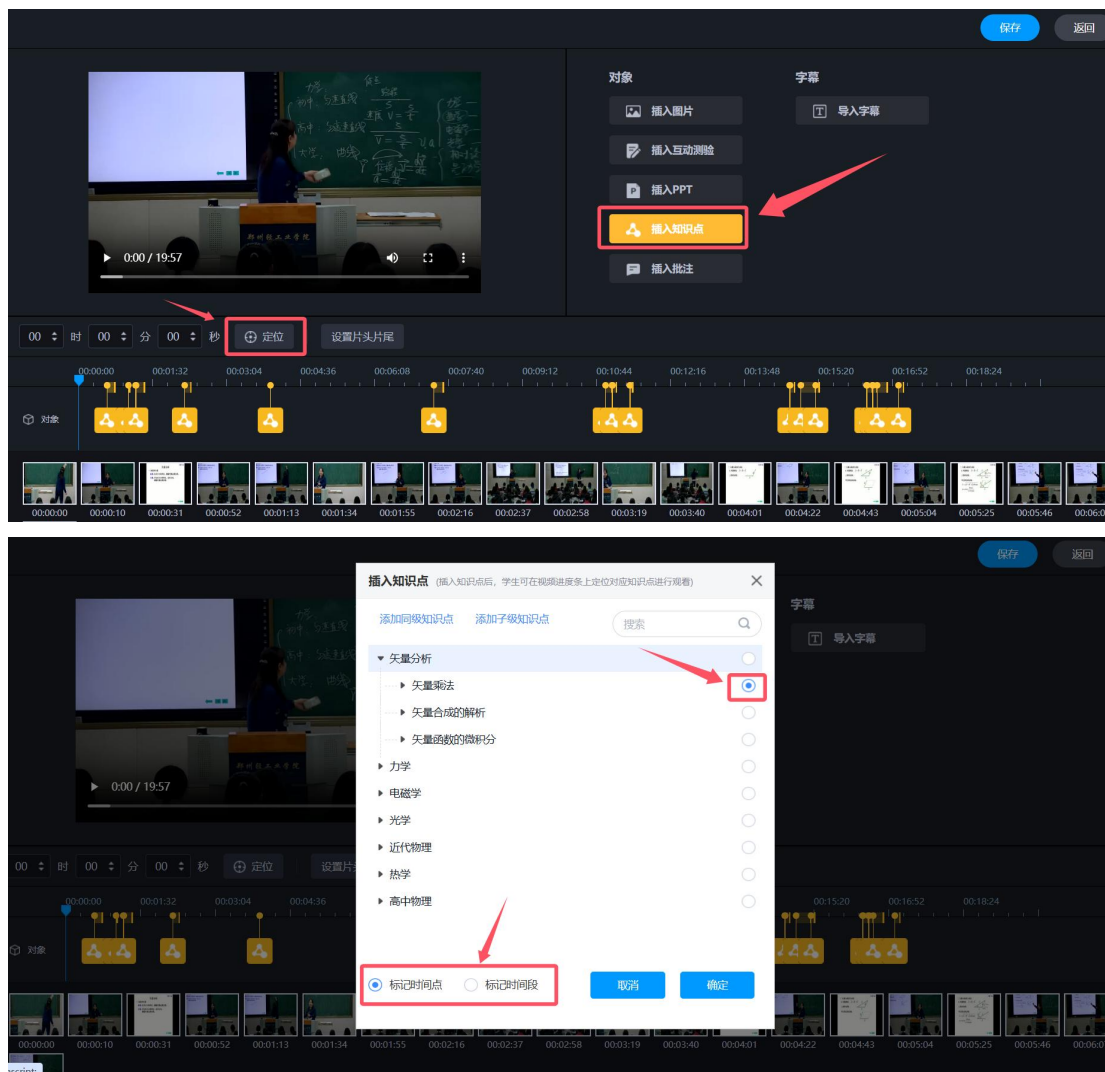 保存 返回
对象 字幕
插入图片 导入字幕
插入互动测验
插入PPT
插入知识点
插入批注
0:00 / 19:57
00 时 00 分 00 秒 定位 设置片头片尾
00:00:00 00:01:32 00:03:04 00:04:36 00:06:08 00:07:40 00:09:12 00:10:44 00:12:16 00:13:48 00:15:20 00:16:52 00:18:24
对象
00:00:00 00:00:10 00:00:31 00:00:52 00:01:13 00:01:34 00:01:55 00:02:16 00:02:37 00:02:58 00:03:19 00:03:40 00:04:01 00:04:22 00:04:43 00:05:04 00:05:25 00:05:46 00:06:0
保存 返回
插入知识点 (插入知识点后，学生可在视频进度条上定位对应知识点进行观看)
字幕
添加同级知识点 添加子级知识点 搜索
导入字幕
矢量分析
矢量乘法
矢量合成的解析
矢量函数的微积分
力学
0:00 / 19:57
电磁学
光学
近代物理
00 时 00 分 00 秒 定位 设置片
热学
高中物理
00:00:00 00:01:32 00:03:04 00:04:36 00:15:20 00:16:52 00:18:24
对象
标记时间点 标记时间段 取消 确定
00:00:00 00:00:10 00:00:31 00:00:52 00:01:13 00:01:34 00:01:55 00:02:16 00:02:37 00:02:58 00:03:19 00:03:40 00:04:01 00:04:22 00:04:43 00:05:04 00:05:25 00:05:46 00:06:0